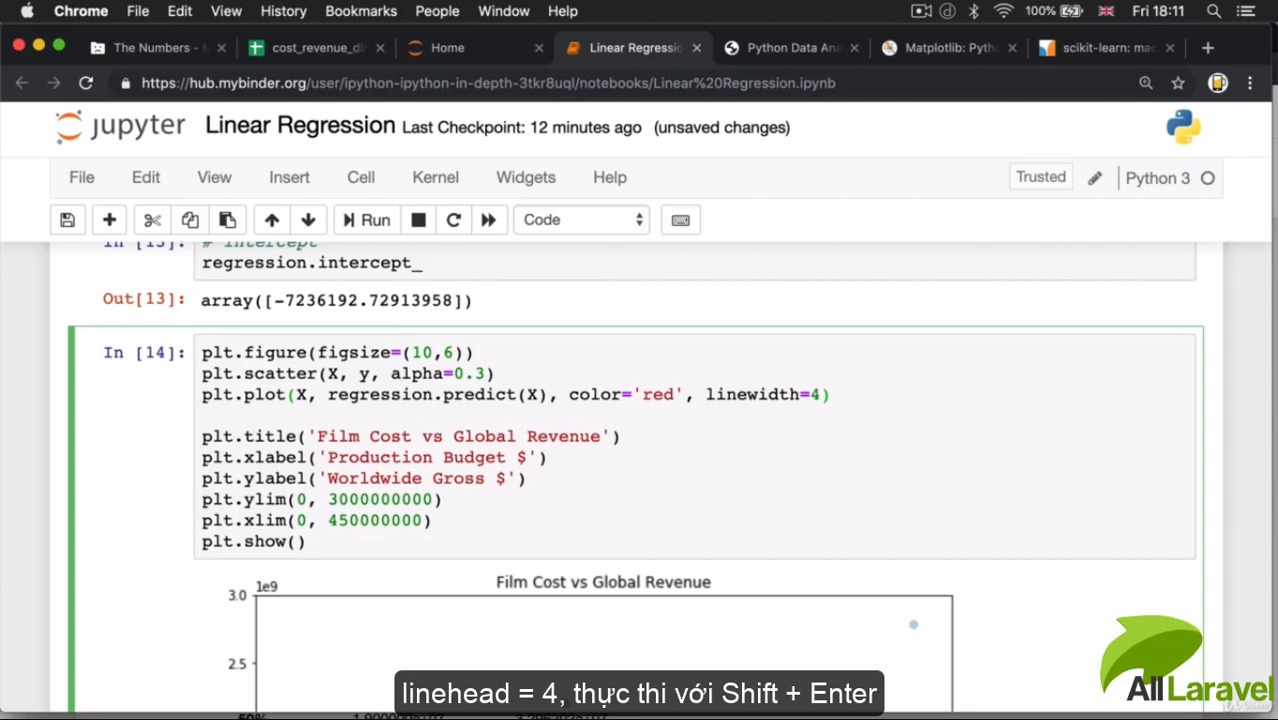 Chrome File Edit View History Bookmarks People Window Help 100% Fri 18:11
The Numbers - cost_revenue_di Home Linear Regressio Python Data An Matplotlib: Pyth scikit-learn: mac
https://hub.mybinder.org/user/ipython-ipython-in-depth-3tkr8uql/notebooks/Linear%20Regression.ipynb
jupyter Linear Regression Last Checkpoint: 12 minutes ago (unsaved changes)
File Edit View Insert Cell Kernel Widgets Help Trusted Python 3
Run Code
In [13]: # intercept
regression.intercept_
Out[13]: array([-7236192.72913958])
In [14]: plt.figure(figsize=(10,6))
plt.scatter(X, y, alpha=0.3)
plt.plot(X, regression.predict(X), color='red', linewidth=4)
plt.title('Film Cost vs Global Revenue')
plt.xlabel('Production Budget $')
plt.ylabel('Worldwide Gross $')
plt.ylim(0, 3000000000)
plt.xlim(0, 450000000)
plt.show()
1e9 Film Cost vs Global Revenue
3.0
2.5
linehead = 4, thực thi với Shift + Enter
AllLaravel